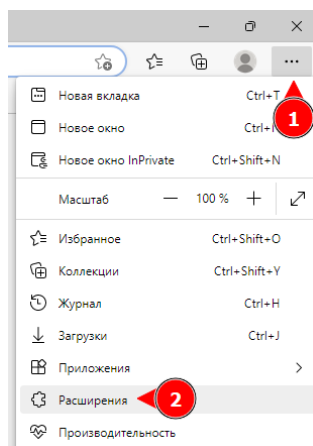 Новая вкладка Ctrl+T
1
Новое окно Ctrl+
Новое окно InPrivate Ctrl+Shift+N
Масштаб — 100 % +
Избранное Ctrl+Shift+O
Коллекции Ctrl+Shift+Y
Журнал Ctrl+H
Загрузки Ctrl+J
Приложения
Расширения 2
Производительность